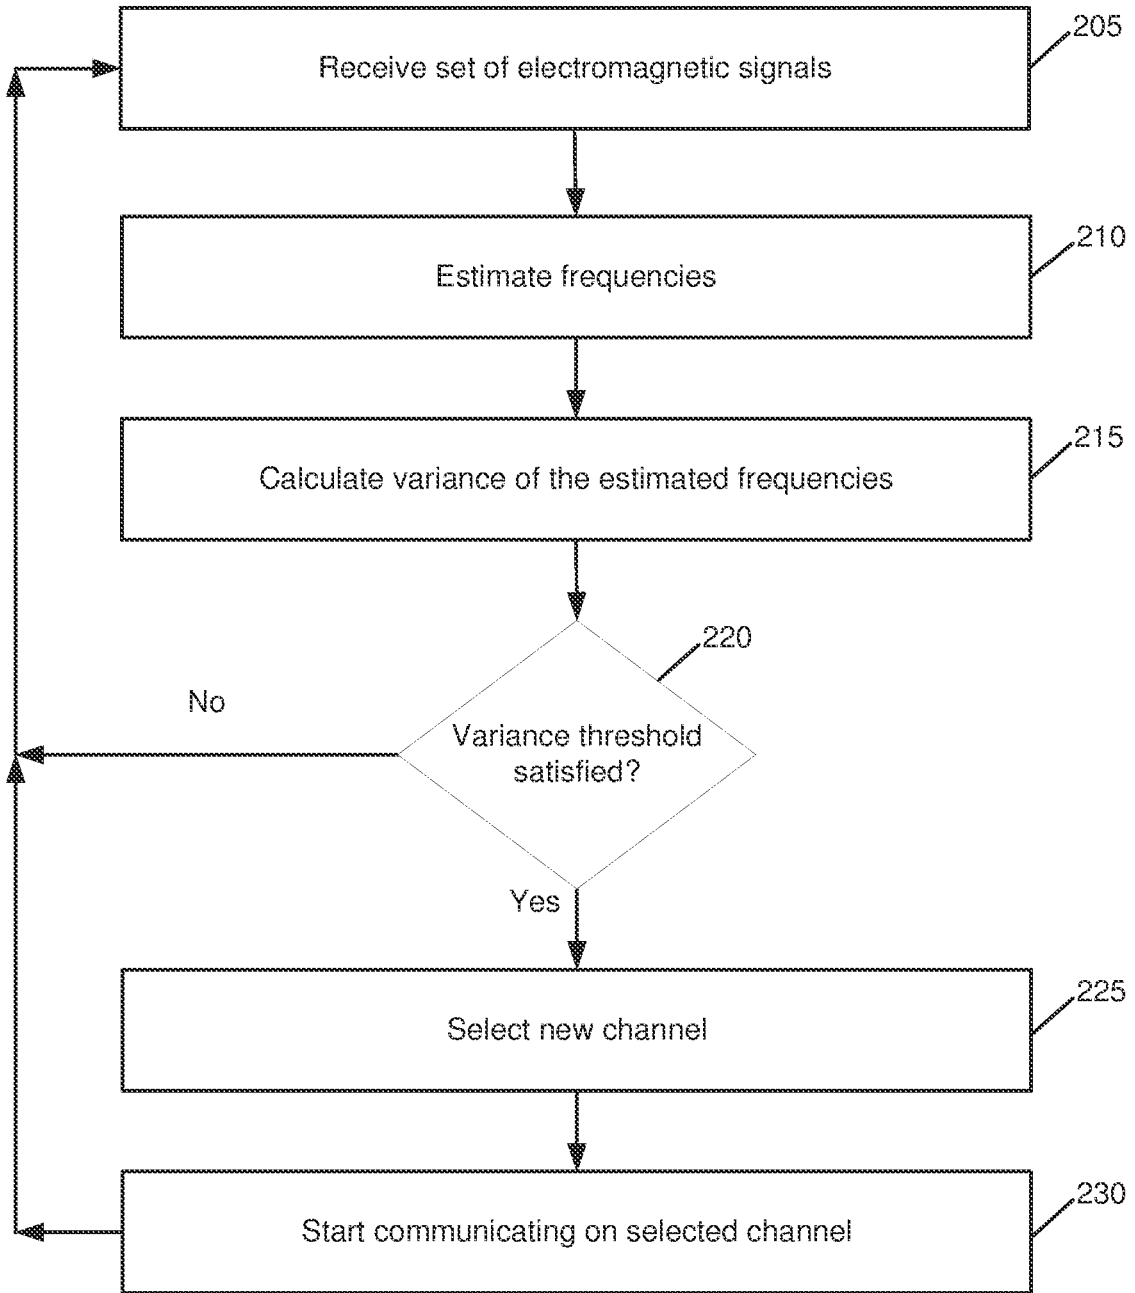 Receive set of electromagnetic signals
205
Estimate frequencies
210
Calculate variance of the estimated frequencies
215
220
Variance threshold
satisfied?
No
Yes
Select new channel
225
Start communicating on selected channel
230